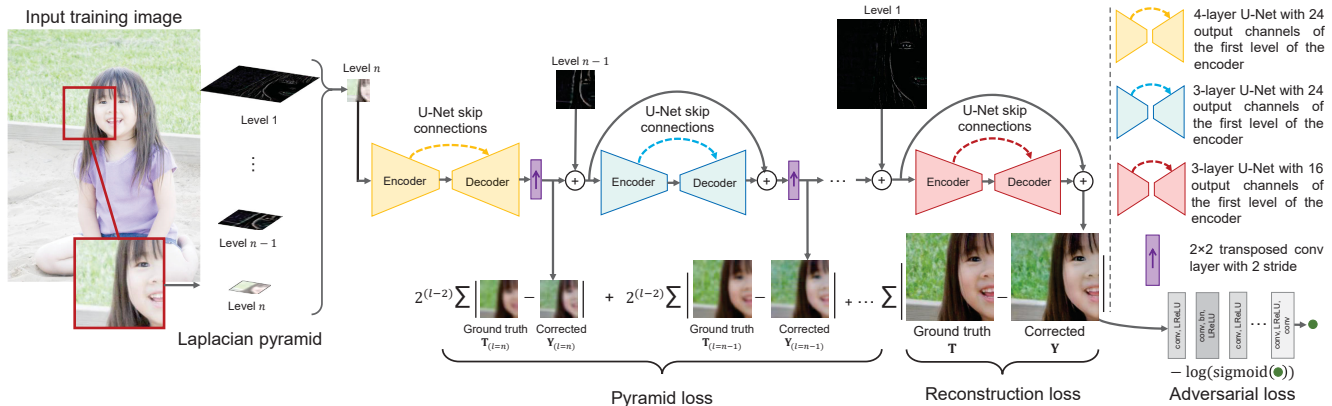 Input training image
Level 1
⋮
Level n−1
Level n
Laplacian pyramid
Level n
U-Net skip
connections
Encoder
Decoder
Level n−1
+
U-Net skip
connections
Encoder
Decoder
+
...
Level 1
+
U-Net skip
connections
Encoder
Decoder
+
2^(l−2) ∑ | − |
Ground truth
T(l=n)
Corrected
Y(l=n)
+ 2^(l−2) ∑ | − |
Ground truth
T(l=n−1)
Corrected
Y(l=n−1)
+ ... ∑ | − |
Ground truth
T
Corrected
Y
Pyramid loss
Reconstruction loss
4-layer U-Net with 24
output channels of
the first level of the
encoder
3-layer U-Net with 24
output channels of
the first level of the
encoder
3-layer U-Net with 16
output channels of
the first level of the
encoder
2×2 transposed conv
layer with 2 stride
conv, LReLU
conv, bn,
LReLU
conv, LReLU
...
conv, LReLU,
conv
− log(sigmoid(●))
Adversarial loss